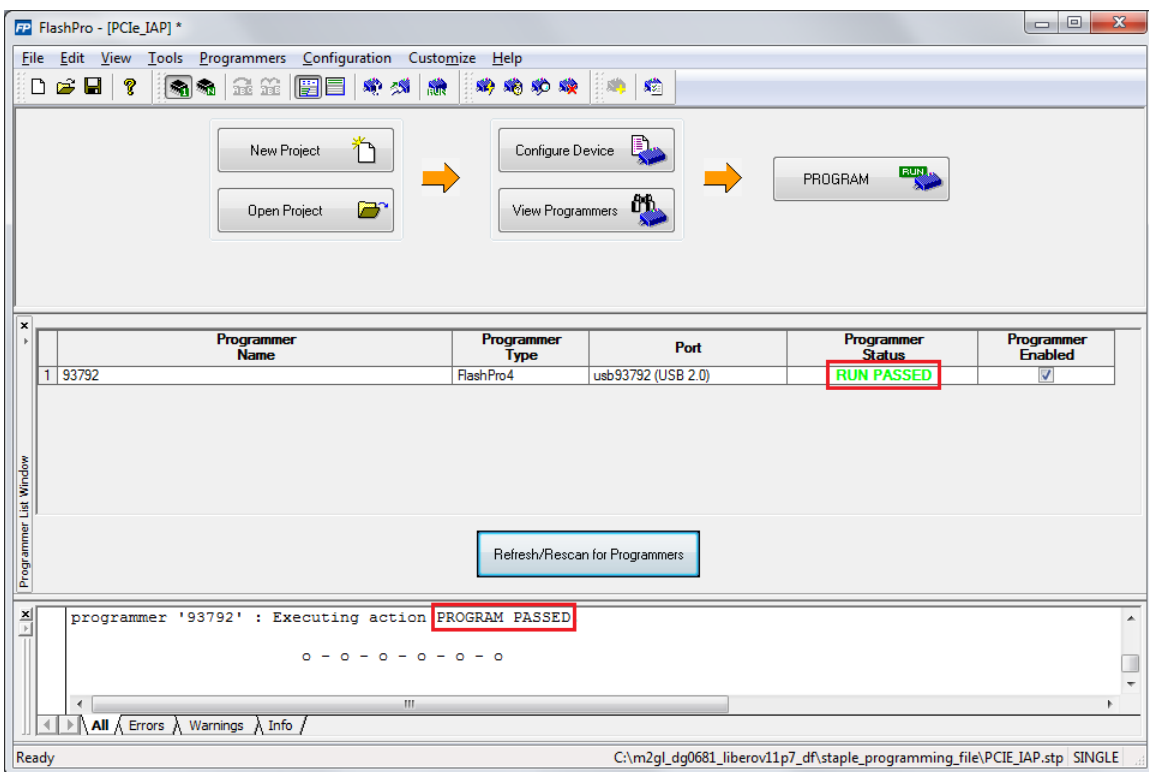 FlashPro - [PCIe_IAP] *
File Edit View Tools Programmers Configuration Customize Help
New Project
Configure Device
PROGRAM
RUN
Open Project
View Programmers
Programmer Name
Programmer Type
Port
Programmer Status
Programmer Enabled
1 93792 FlashPro4 usb93792 (USB 2.0) RUN PASSED
Programmer List Window
Refresh/Rescan for Programmers
programmer '93792' : Executing action PROGRAM PASSED
o - o - o - o - o - o
All Errors Warnings Info
Ready C:\m2gl_dg0681_liberov11p7_df\staple_programming_file\PCIE_IAP.stp SINGLE